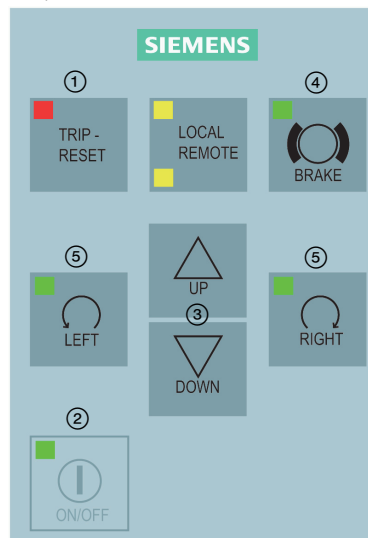 SIEMENS
① ④
TRIP -
RESET
LOCAL
REMOTE
BRAKE
⑤ ⑤
LEFT
UP
RIGHT
③
DOWN
②
ON/OFF